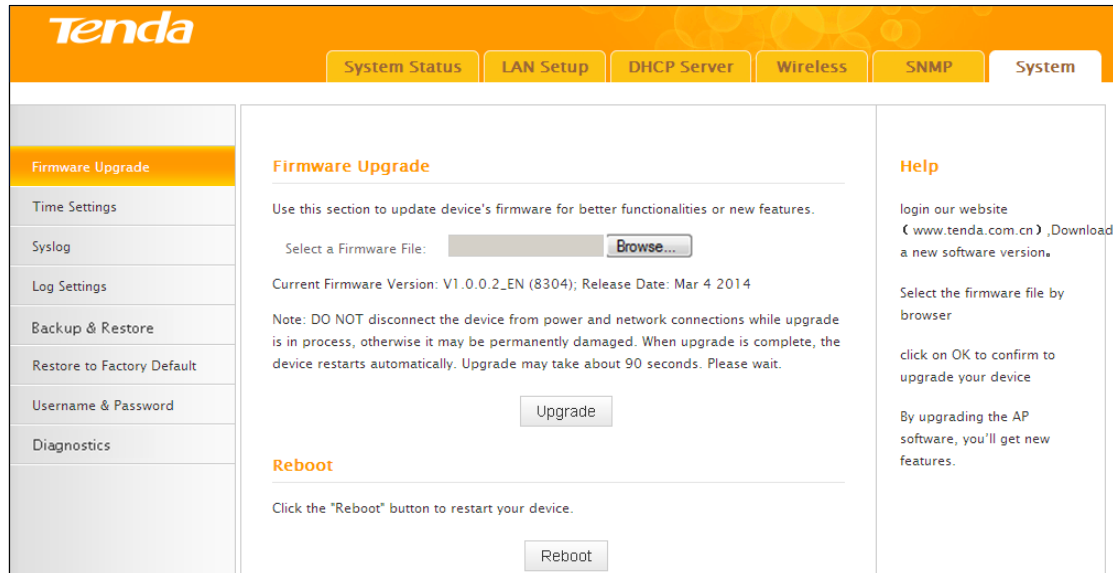 Tenda
System Status LAN Setup DHCP Server Wireless SNMP System
Firmware Upgrade
Time Settings
Syslog
Log Settings
Backup & Restore
Restore to Factory Default
Username & Password
Diagnostics
Firmware Upgrade
Use this section to update device's firmware for better functionalities or new features.
Select a Firmware File: Browse...
Current Firmware Version: V1.0.0.2_EN (8304); Release Date: Mar 4 2014
Note: DO NOT disconnect the device from power and network connections while upgrade
is in process, otherwise it may be permanently damaged. When upgrade is complete, the
device restarts automatically. Upgrade may take about 90 seconds. Please wait.
Upgrade
Reboot
Click the "Reboot" button to restart your device.
Reboot
Help
login our website
（www.tenda.com.cn）,Download
a new software version。
Select the firmware file by
browser
click on OK to confirm to
upgrade your device
By upgrading the AP
software, you'll get new
features.